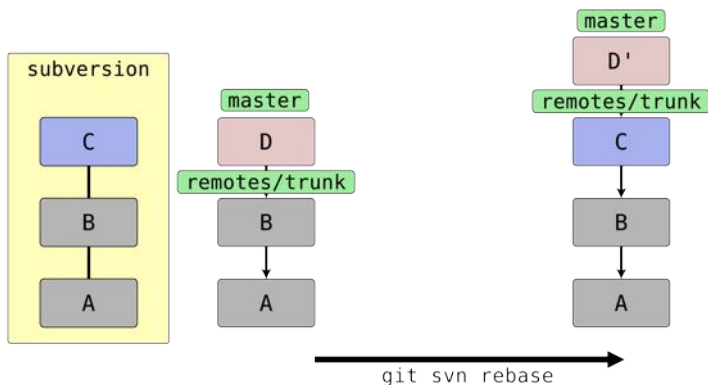 subversion
C
B
A
master
D
remotes/trunk
B
A
master
D'
remotes/trunk
C
B
A
git svn rebase